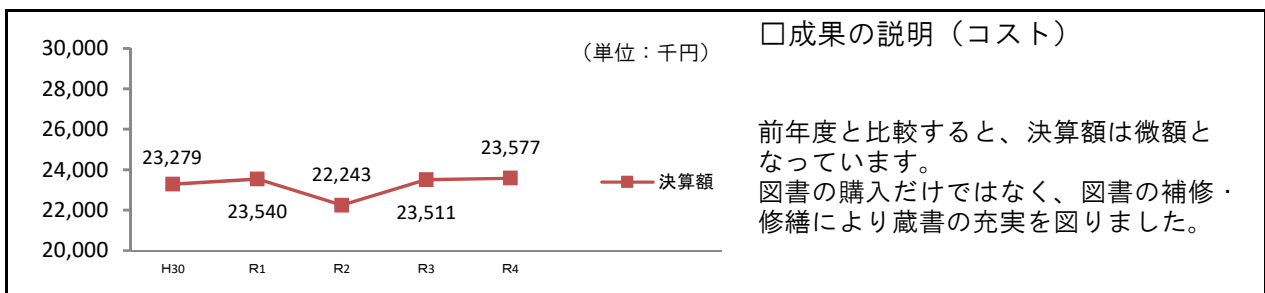 30,000
28,000
26,000
24,000
22,000
20,000
(単位：千円)
23,279
23,540
22,243
23,511
23,577
決算額
H30
R1
R2
R3
R4
□成果の説明（コスト）
前年度と比較すると、決算額は微額と
なっています。
図書の購入だけではなく、図書の補修・
修繕により蔵書の充実を図りました。